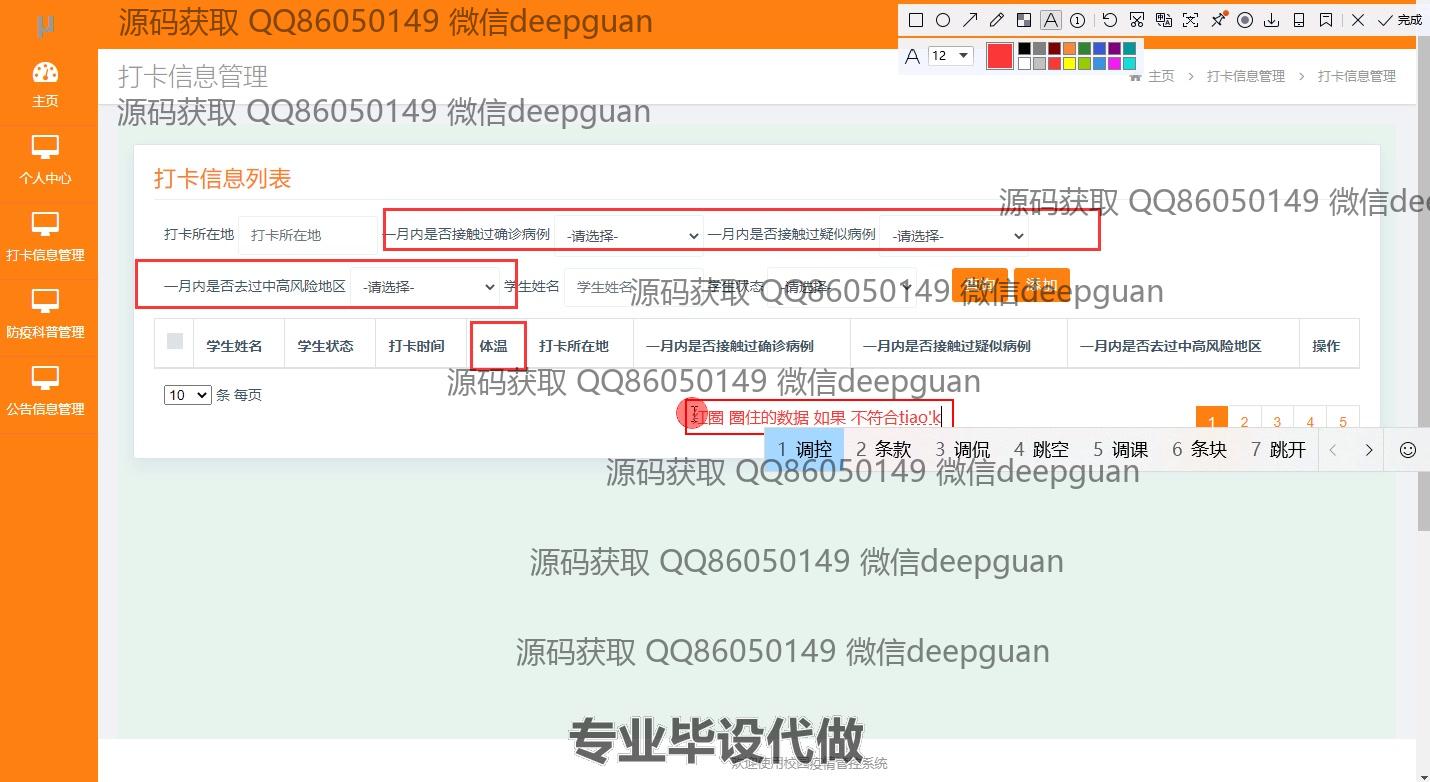 μ
源码获取 QQ86050149 微信deepguan
完成
A 12
打卡信息管理
主页 > 打卡信息管理 > 打卡信息管理
源码获取 QQ86050149 微信deepguan
主页
个人中心
打卡信息管理
防疫科普管理
公告信息管理
打卡信息列表
源码获取 QQ86050149 微信dee
打卡所在地 打卡所在地 一月内是否接触过确诊病例 -请选择- 一月内是否接触过疑似病例 -请选择-
一月内是否去过中高风险地区 -请选择- 学生姓名 学生姓名 学生状态 -请选择- 查询 添加
源码获取 QQ86050149 微信deepguan
学生姓名 学生状态 打卡时间 体温 打卡所在地 一月内是否接触过确诊病例 一月内是否接触过疑似病例 一月内是否去过中高风险地区 操作
源码获取 QQ86050149 微信deepguan
10 条 每页
红圈 圈住的数据 如果 不符合tiao'k
1 2 3 4 5
1 调控 2 条款 3 调侃 4 跳空 5 调课 6 条块 7 跳开
源码获取 QQ86050149 微信deepguan
源码获取 QQ86050149 微信deepguan
源码获取 QQ86050149 微信deepguan
专业毕设代做
欢迎使用校园疫情管控系统